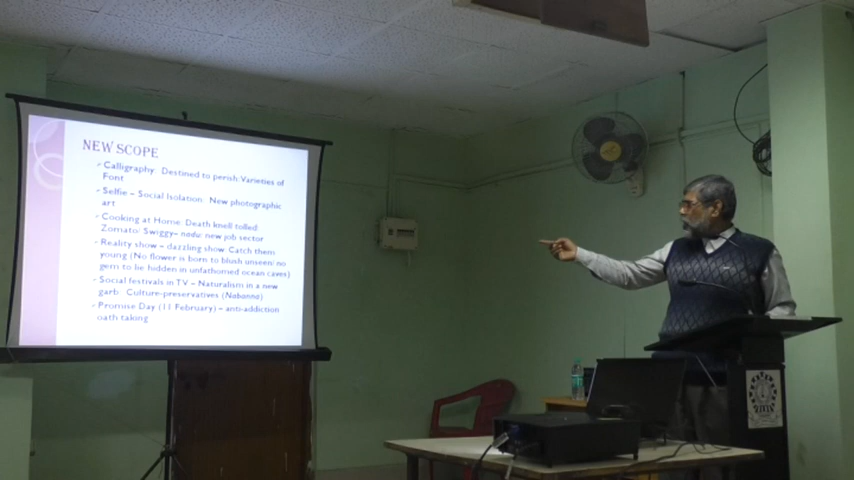 NEW SCOPE
Calligraphy: Destined to perish: Varieties of
Font
Selfie – Social Isolation: New photographic
art
Cooking at Home: Death knell tolled:
Zomato: Swiggy– nodu: new job sector
Reality show – dazzling show: Catch them
young (No flower is born to blush unseen/ no
gem to lie hidden in unfathomed ocean caves)
Social festivals in TV – Naturalism in a new
garb: Culture-preservatives (Nobanno)
Promise Day (11 February) – anti-addiction
oath taking